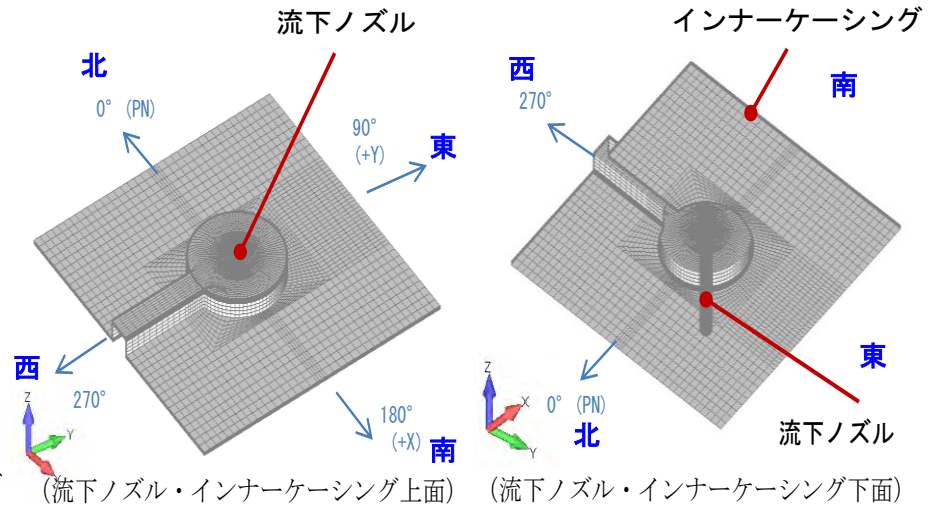 流下ノズル
北
0° (PN)
90°
(+Y)
東
西
270°
180°
(+X)
南
Z
Y
X
(流下ノズル・インナーケーシング上面)
インナーケーシング
西
270°
南
東
0° (PN)
北
流下ノズル
Z
X
Y
(流下ノズル・インナーケーシング下面)